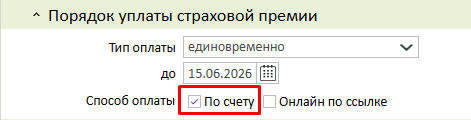 Порядок уплаты страховой премии
Тип оплаты единовременно
до 15.06.2026
Способ оплаты По счету Онлайн по ссылке